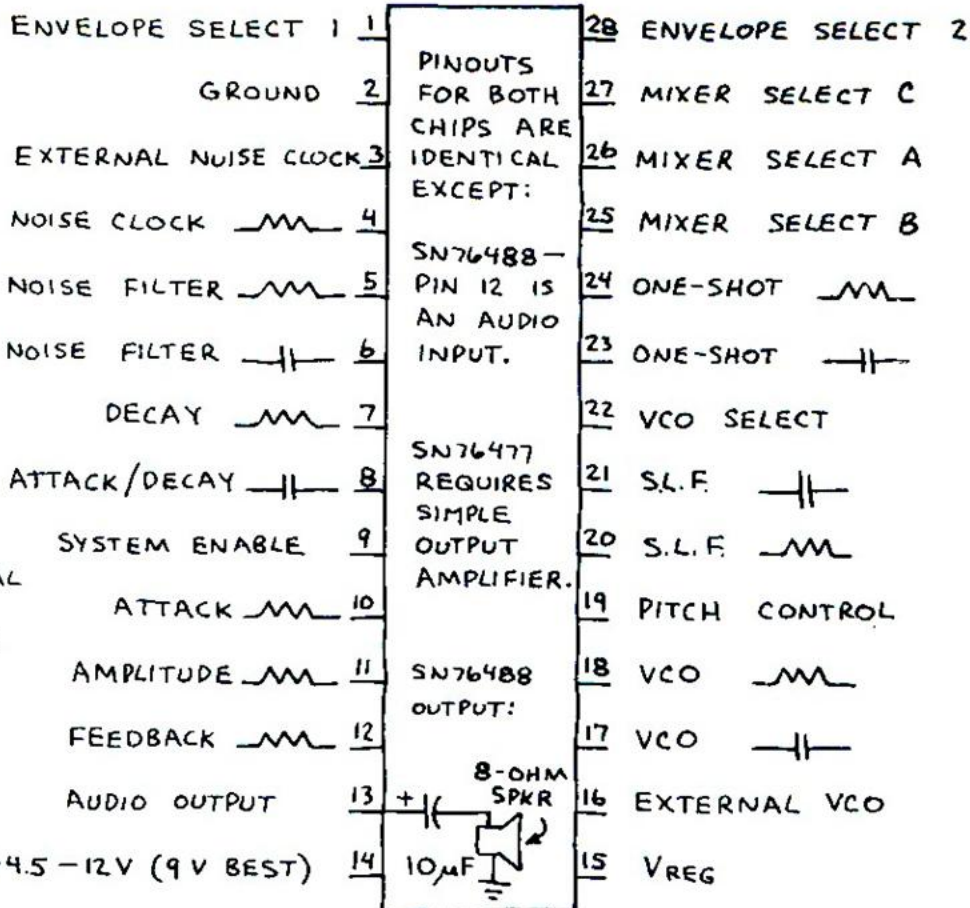 ENVELOPE SELECT 1 1
GROUND 2
EXTERNAL NUISE CLOCK 3
NOISE CLOCK 4
NOISE FILTER 5
NOISE FILTER 6
DECAY 7
ATTACK/DECAY 8
SYSTEM ENABLE 9
AL
ATTACK 10
AMPLITUDE 11
FEEDBACK 12
AUDIO OUTPUT 13
4.5-12V (9 V BEST) 14
PINOUTS
FOR BOTH
CHIPS ARE
IDENTICAL
EXCEPT:
SN76488-
PIN 12 IS
AN AUDIO
INPUT.
SN76477
REQUIRES
SIMPLE
OUTPUT
AMPLIFIER.
SN76488
OUTPUT:
8-OHM
SPKR
+
10µF
28 ENVELOPE SELECT 2
27 MIXER SELECT C
26 MIXER SELECT A
25 MIXER SELECT B
24 ONE-SHOT
23 ONE-SHOT
22 VCO SELECT
21 S.L.F.
20 S.L.F.
19 PITCH CONTROL
18 VCO
17 VCO
16 EXTERNAL VCO
15 VREG